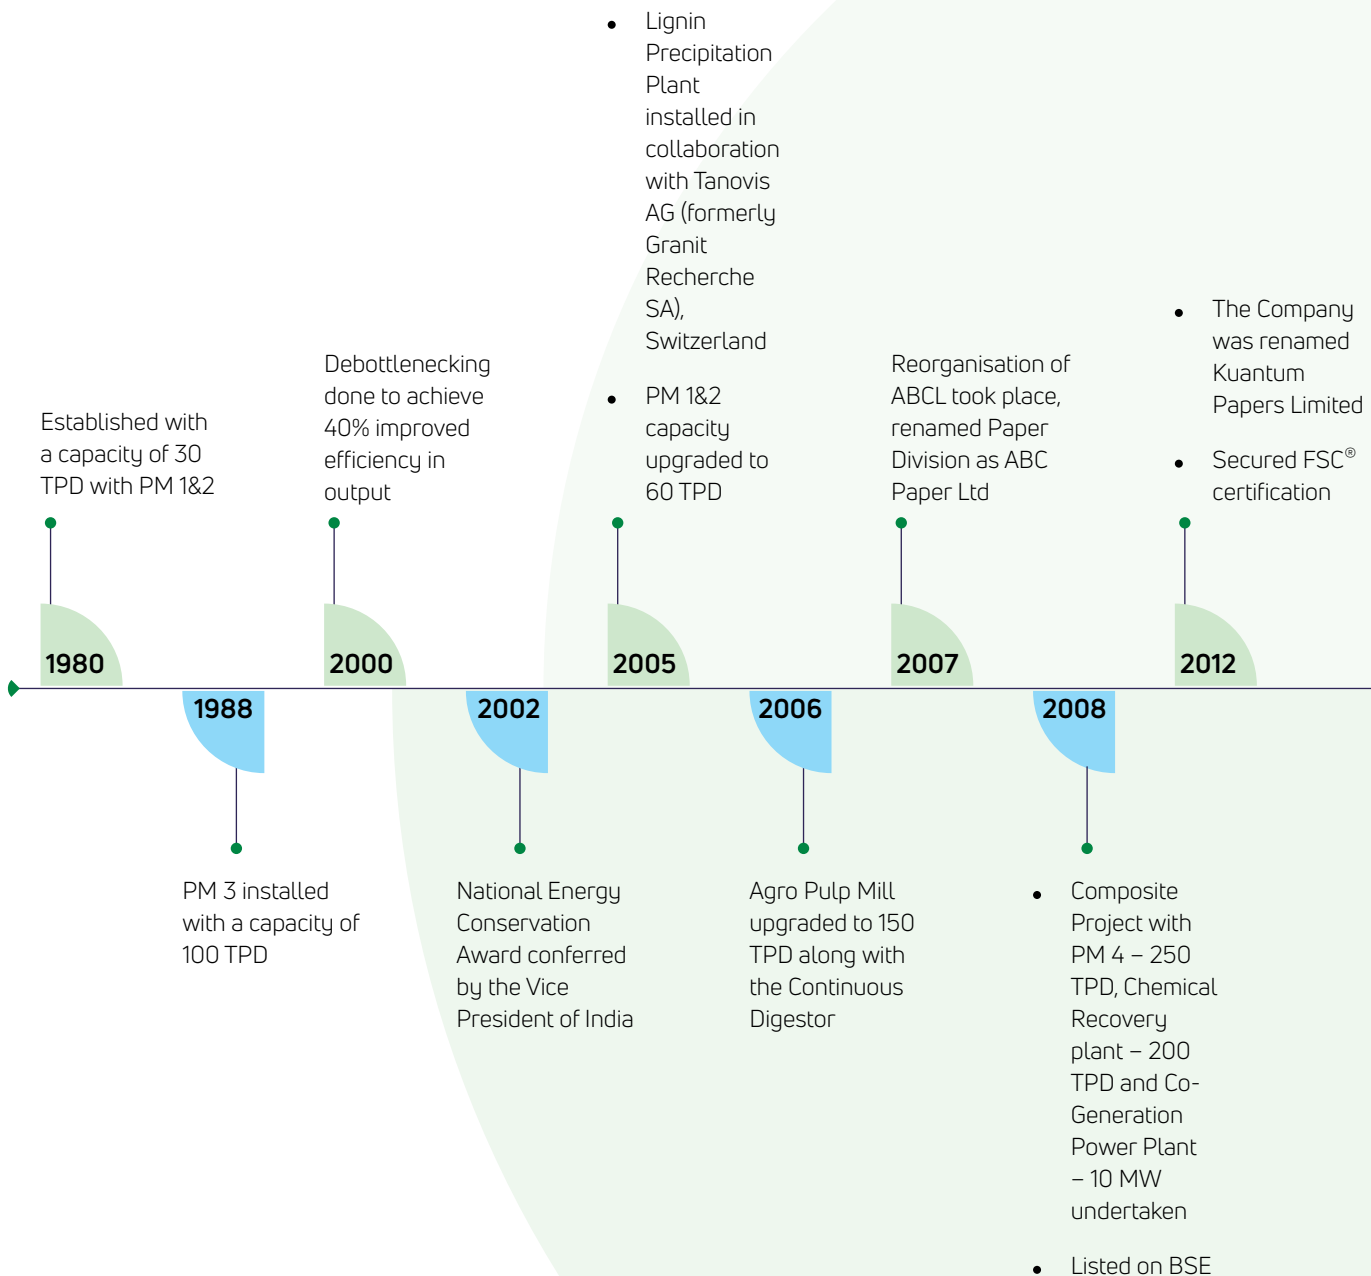 Established with
a capacity of 30
TPD with PM 1&2
1980
PM 3 installed
with a capacity of
100 TPD
1988
Debottlenecking
done to achieve
40% improved
efficiency in
output
2000
National Energy
Conservation
Award conferred
by the Vice
President of India
2002
• Lignin
Precipitation
Plant
installed in
collaboration
with Tanovis
AG (formerly
Granit
Recherche
SA),
Switzerland
• PM 1&2
capacity
upgraded to
60 TPD
2005
Agro Pulp Mill
upgraded to 150
TPD along with
the Continuous
Digestor
2006
Reorganisation of
ABCL took place,
renamed Paper
Division as ABC
Paper Ltd
2007
• Composite
Project with
PM 4 – 250
TPD, Chemical
Recovery
plant – 200
TPD and Co-
Generation
Power Plant
– 10 MW
undertaken
• Listed on BSE
2008
• The Company
was renamed
Kuantum
Papers Limited
• Secured FSC®
certification
2012